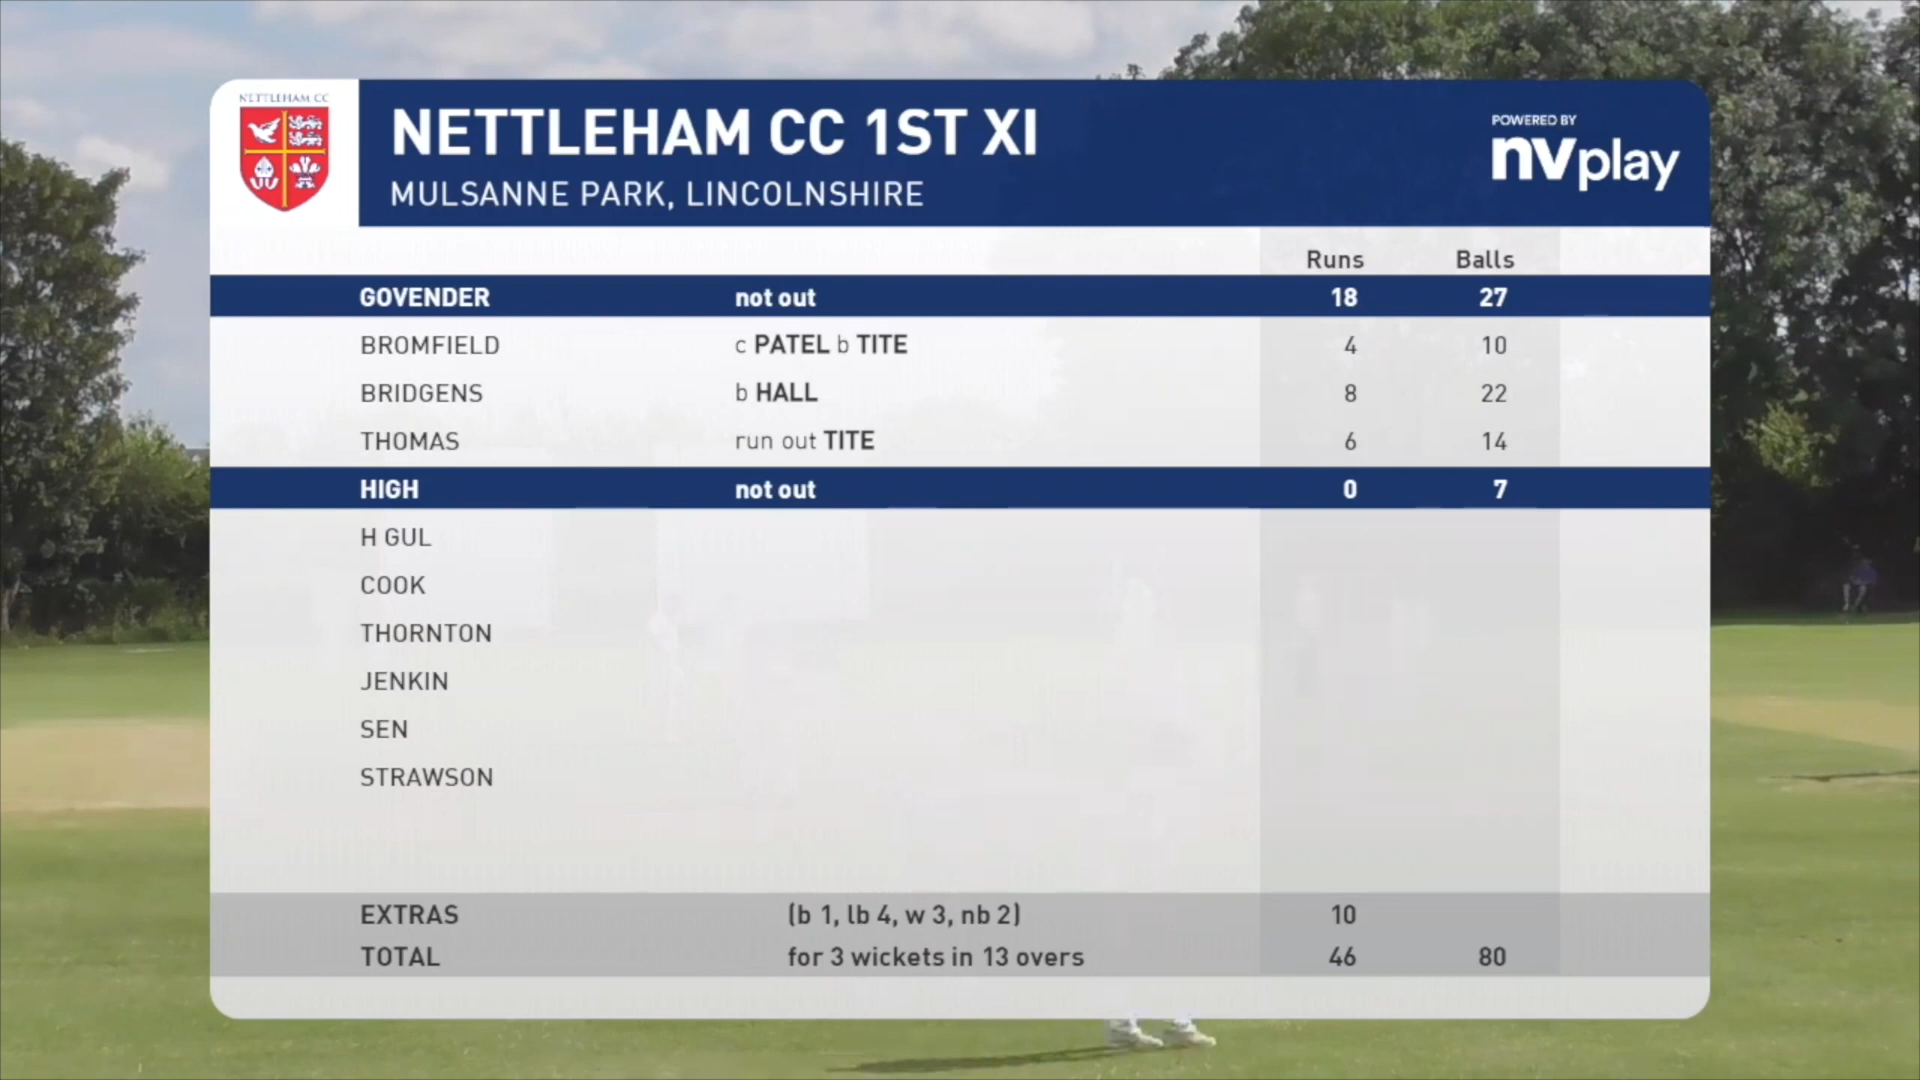 NETTLEHAM CC
NETTLEHAM CC 1ST XI
MULSANNE PARK, LINCOLNSHIRE
POWERED BY
nvplay
Runs Balls
GOVENDER not out 18 27
BROMFIELD c PATEL b TITE 4 10
BRIDGENS b HALL 8 22
THOMAS run out TITE 6 14
HIGH not out 0 7
H GUL
COOK
THORNTON
JENKIN
SEN
STRAWSON
EXTRAS (b 1, lb 4, w 3, nb 2) 10
TOTAL for 3 wickets in 13 overs 46 80